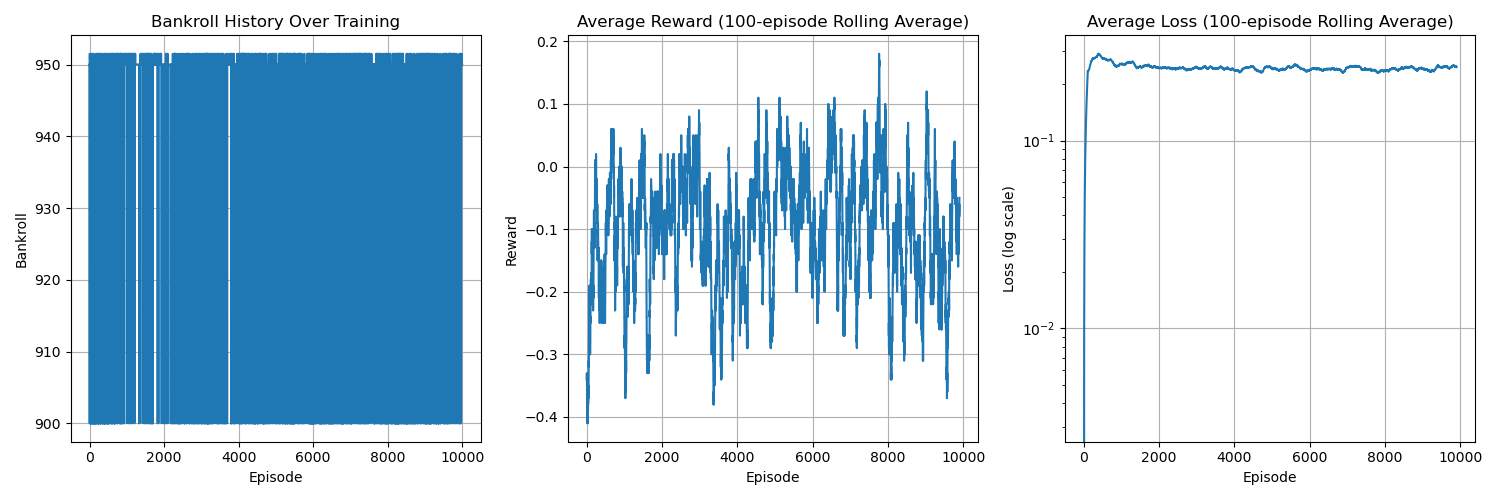 Bankroll History Over Training
950
940
930
920
910
900
Bankroll
0 2000 4000 6000 8000 10000
Episode
Average Reward (100-episode Rolling Average)
0.2
0.1
0.0
−0.1
−0.2
−0.3
−0.4
Reward
0 2000 4000 6000 8000 10000
Episode
Average Loss (100-episode Rolling Average)
10⁻¹
10⁻²
Loss (log scale)
0 2000 4000 6000 8000 10000
Episode